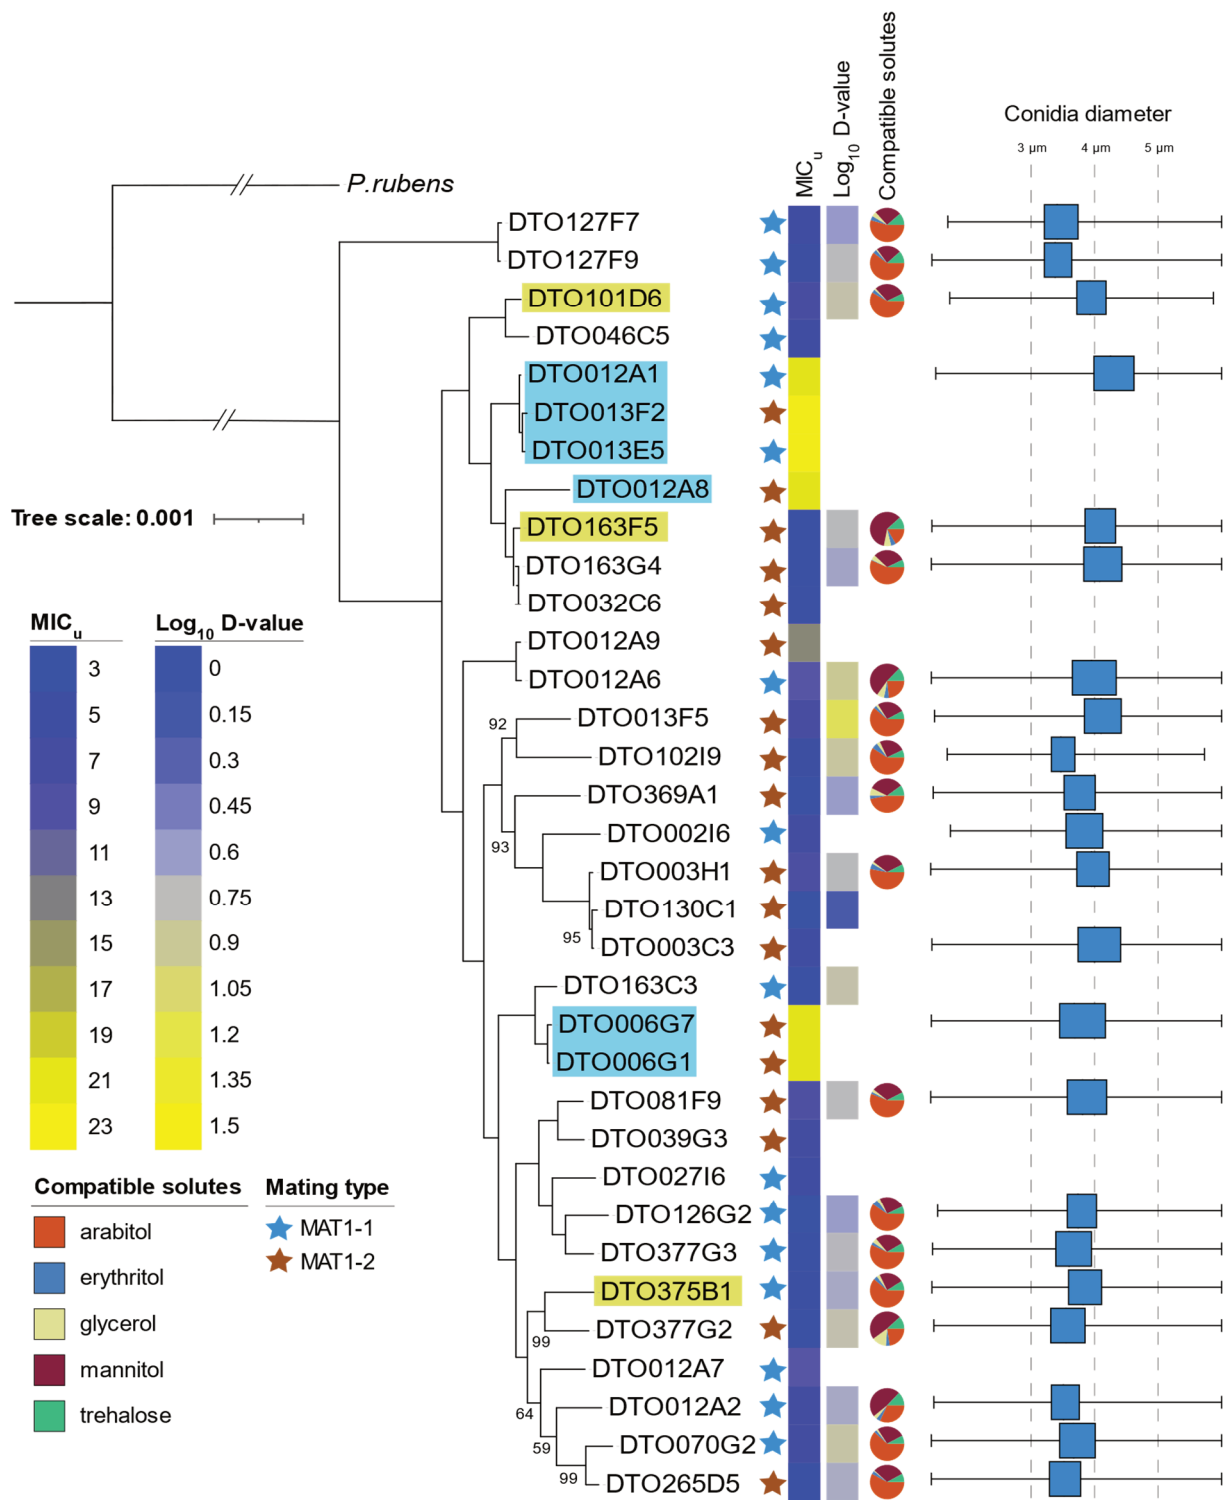 MICu
Log10 D-value
Compatible solutes
Conidia diameter
3 µm 4 µm 5 µm
P.rubens
DTO127F7
DTO127F9
DTO101D6
DTO046C5
DTO012A1
DTO013F2
DTO013E5
DTO012A8
Tree scale: 0.001
DTO163F5
DTO163G4
DTO032C6
DTO012A9
DTO012A6
92
DTO013F5
DTO102I9
DTO369A1
93
DTO002I6
DTO003H1
DTO130C1
95
DTO003C3
DTO163C3
DTO006G7
DTO006G1
DTO081F9
DTO039G3
DTO027I6
DTO126G2
DTO377G3
DTO375B1
99
DTO377G2
DTO012A7
64
DTO012A2
59
DTO070G2
99
DTO265D5
MICu Log10 D-value
3 0
5 0.15
7 0.3
9 0.45
11 0.6
13 0.75
15 0.9
17 1.05
19 1.2
21 1.35
23 1.5
Compatible solutes
arabitol
erythritol
glycerol
mannitol
trehalose
Mating type
MAT1-1
MAT1-2